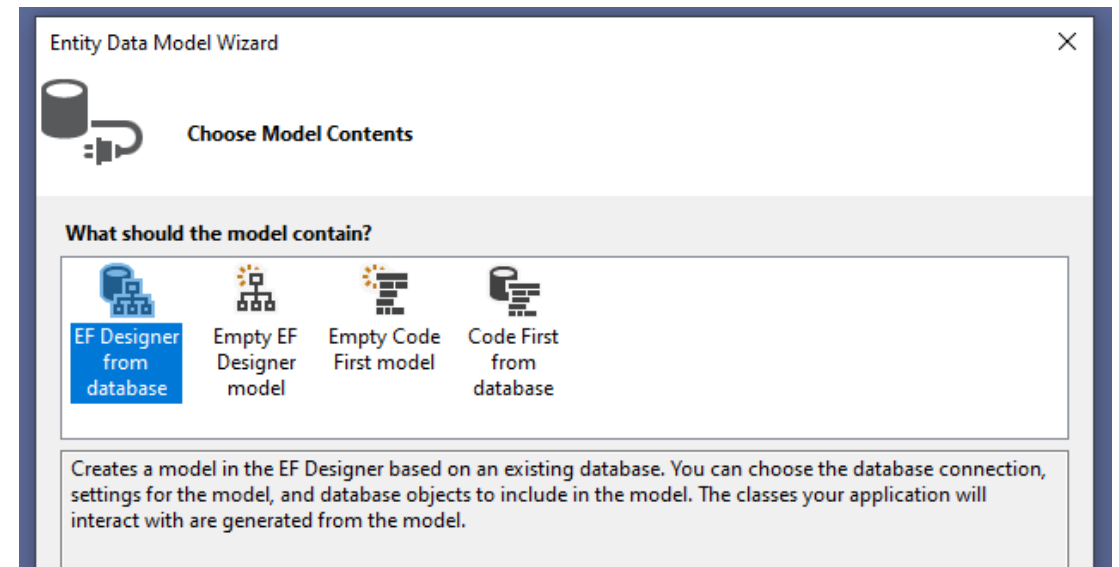 Entity Data Model Wizard
Choose Model Contents
What should the model contain?
EF Designer
from
database
Empty EF
Designer
model
Empty Code
First model
Code First
from
database
Creates a model in the EF Designer based on an existing database. You can choose the database connection,
settings for the model, and database objects to include in the model. The classes your application will
interact with are generated from the model.